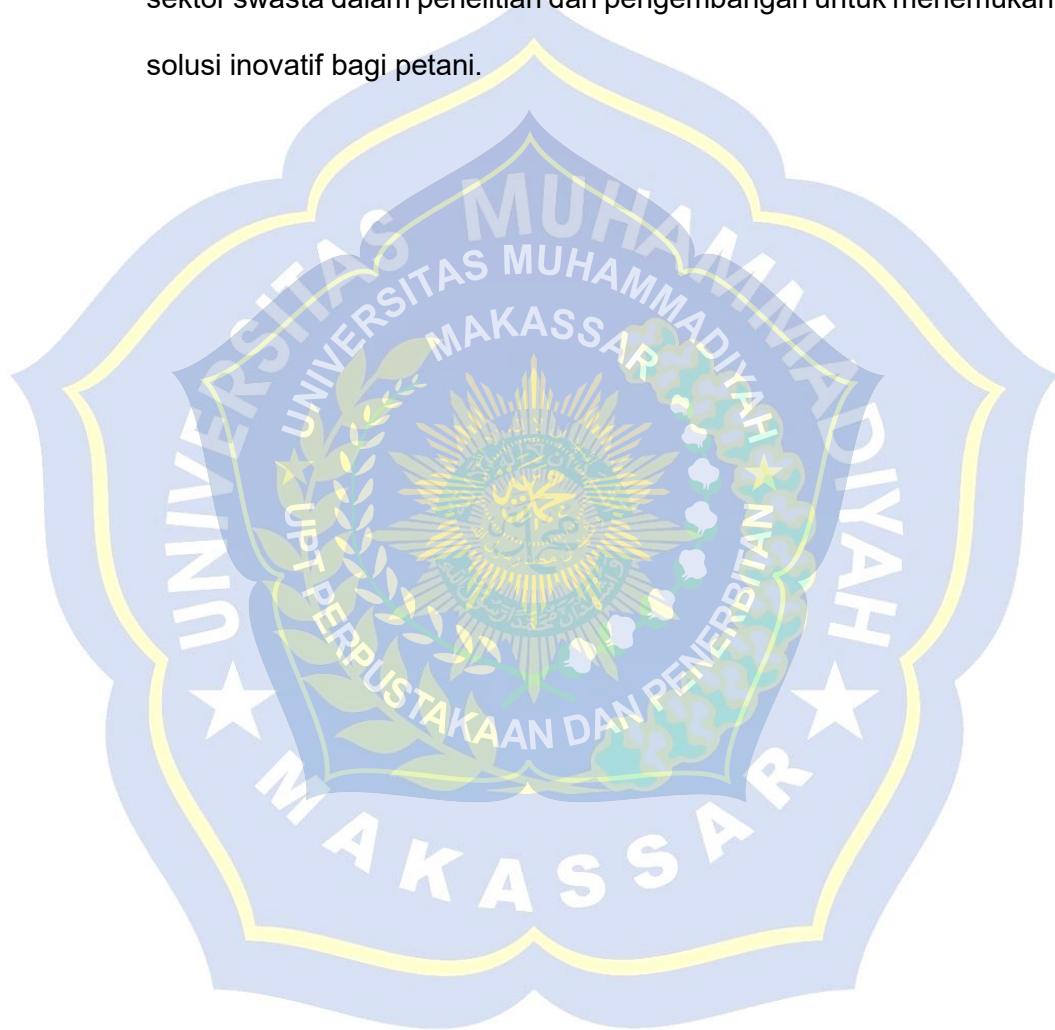 sektor swasta dalam penelitian dan pengembangan untuk menemukan
solusi inovatif bagi petani.
UNIVERSITAS MUHAMMADIYAH
MAKASSAR
UNIVERSITAS MUHAMMADIYAH
MAKASSAR
UPT PERPUSTAKAAN DAN PENERBITAN